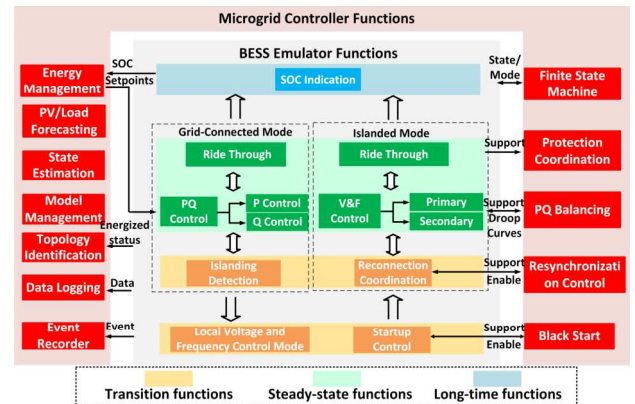 Microgrid Controller Functions
BESS Emulator Functions
Energy
Management
PV/Load
Forecasting
State
Estimation
Model
Management
Topology
Identification
Data Logging
Event
Recorder
SOC
Setpoints
Energized
status
Data
Event
SOC Indication
Grid-Connected Mode
Ride Through
PQ
Control
P Control
Q Control
Islanding
Detection
Local Voltage and
Frequency Control Mode
Islanded Mode
Ride Through
V&F
Control
Primary
Secondary
Reconnection
Coordination
Startup
Control
State/
Mode
Support
Support
Droop
Curves
Support
Enable
Support
Enable
Finite State
Machine
Protection
Coordination
PQ Balancing
Resynchronizati
on Control
Black Start
Transition functions
Steady-state functions
Long-time functions